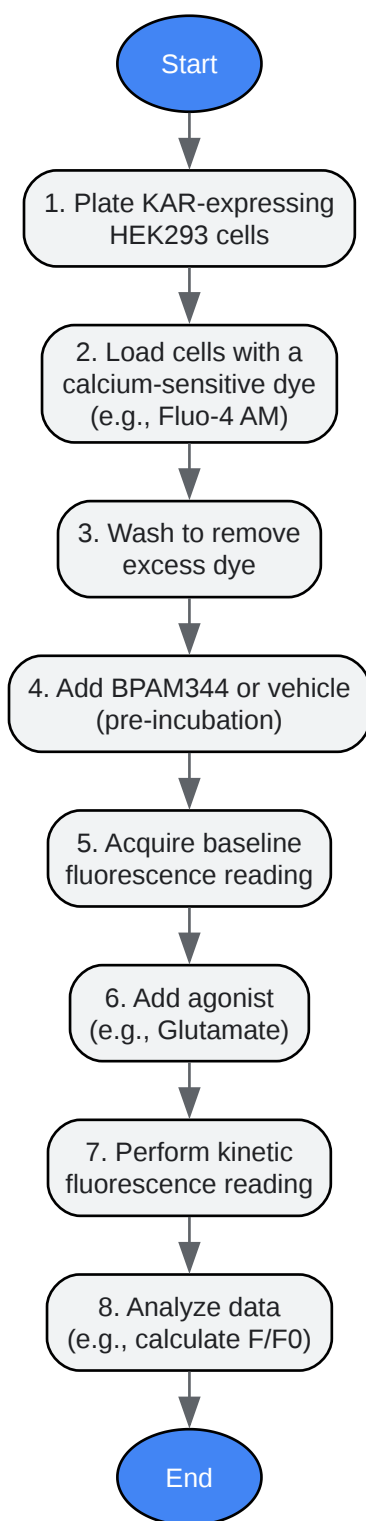 Start
1. Plate KAR-expressing
HEK293 cells
2. Load cells with a
calcium-sensitive dye
(e.g., Fluo-4 AM)
3. Wash to remove
excess dye
4. Add BPAM344 or vehicle
(pre-incubation)
5. Acquire baseline
fluorescence reading
6. Add agonist
(e.g., Glutamate)
7. Perform kinetic
fluorescence reading
8. Analyze data
(e.g., calculate F/F0)
End